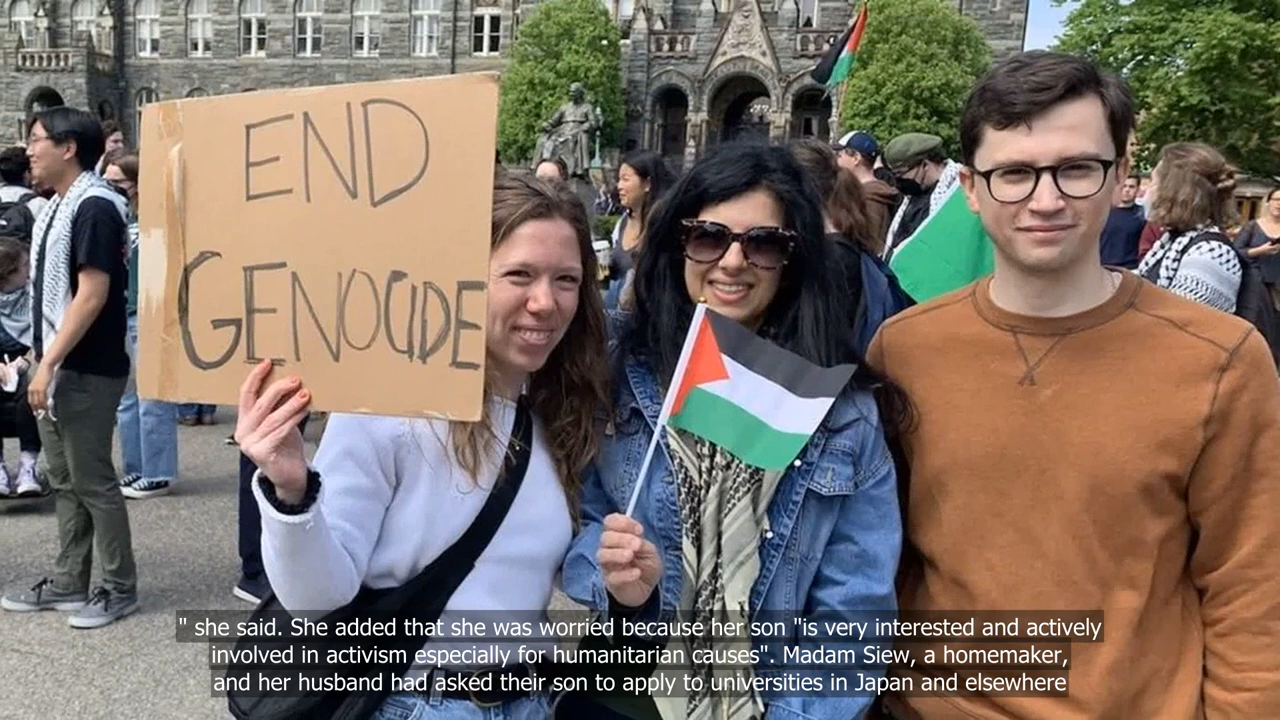 END
GENOCIDE
" she said. She added that she was worried because her son "is very interested and actively
involved in activism especially for humanitarian causes". Madam Siew, a homemaker,
and her husband had asked their son to apply to universities in Japan and elsewhere